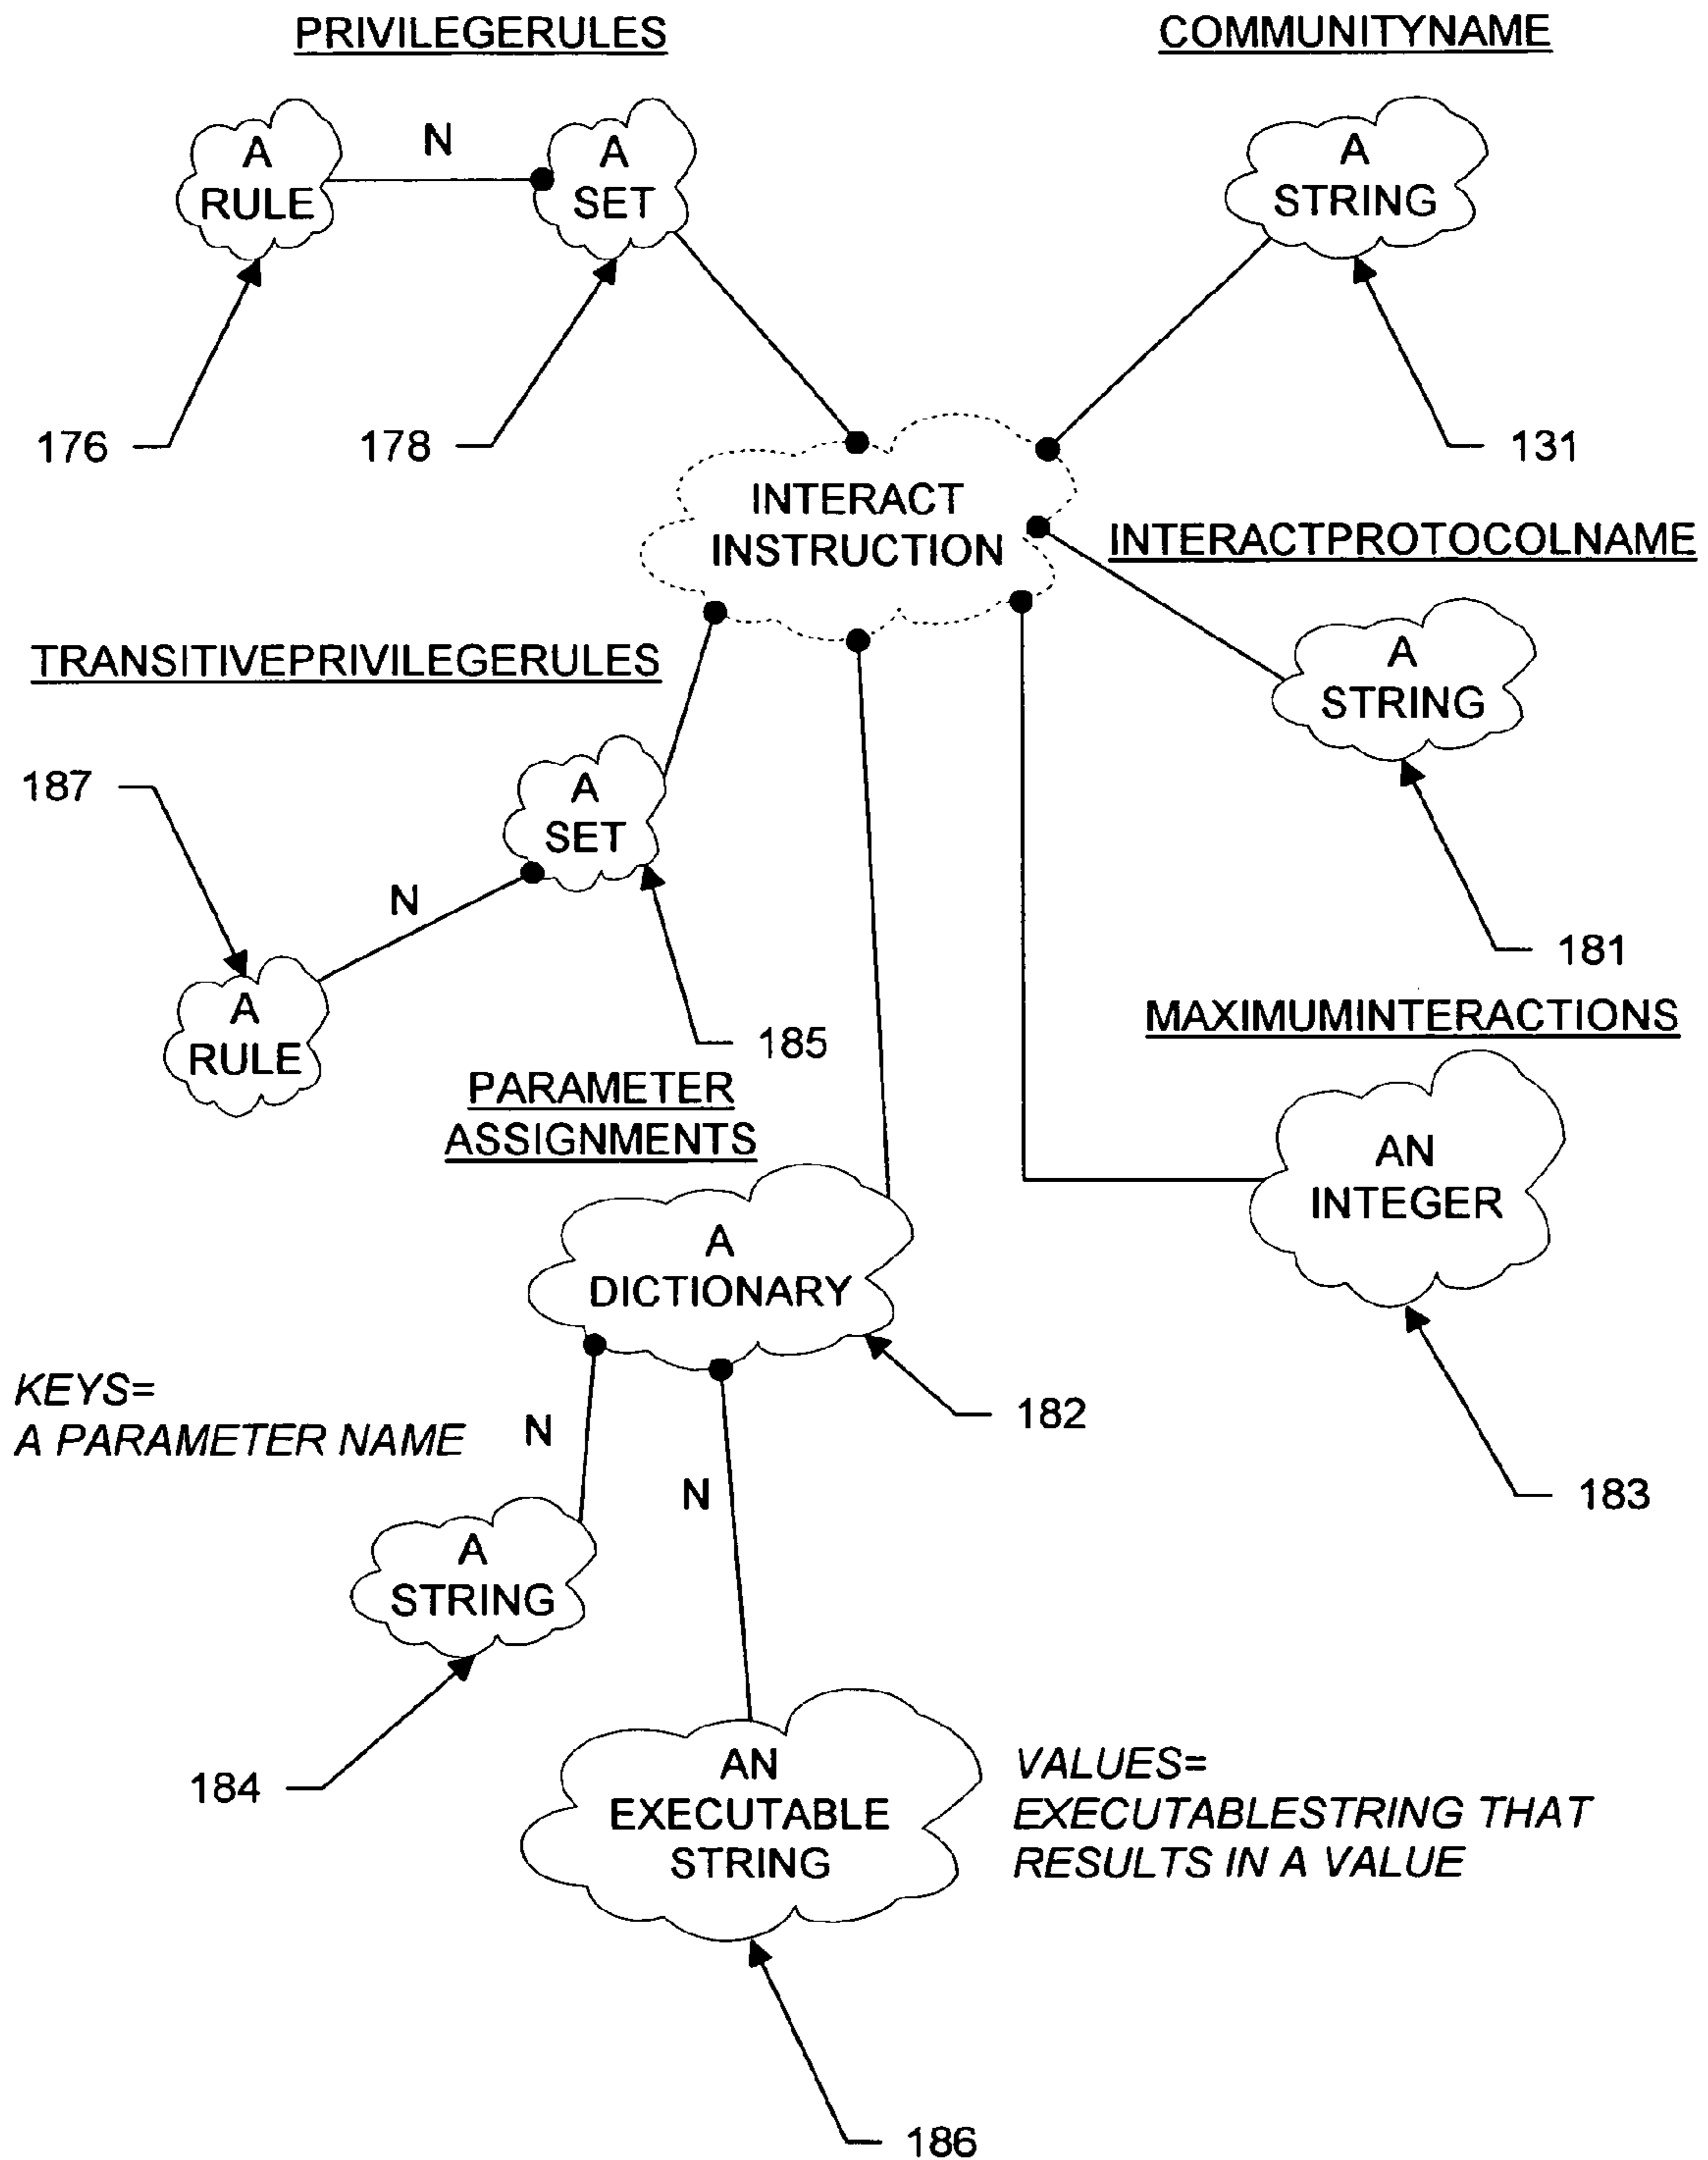 PRIVILEGERULES
COMMUNITYNAME
A
RULE
N
A
SET
A
STRING
176
178
131
INTERACT
INSTRUCTION
INTERACTPROTOCOLNAME
A
STRING
181
TRANSITIVEPRIVILEGERULES
187
A
SET
N
A
RULE
185
MAXIMUMINTERACTIONS
AN
INTEGER
183
PARAMETER
ASSIGNMENTS
A
DICTIONARY
182
KEYS=
A PARAMETER NAME
N
N
A
STRING
184
AN
EXECUTABLE
STRING
VALUES=
EXECUTABLESTRING THAT
RESULTS IN A VALUE
186